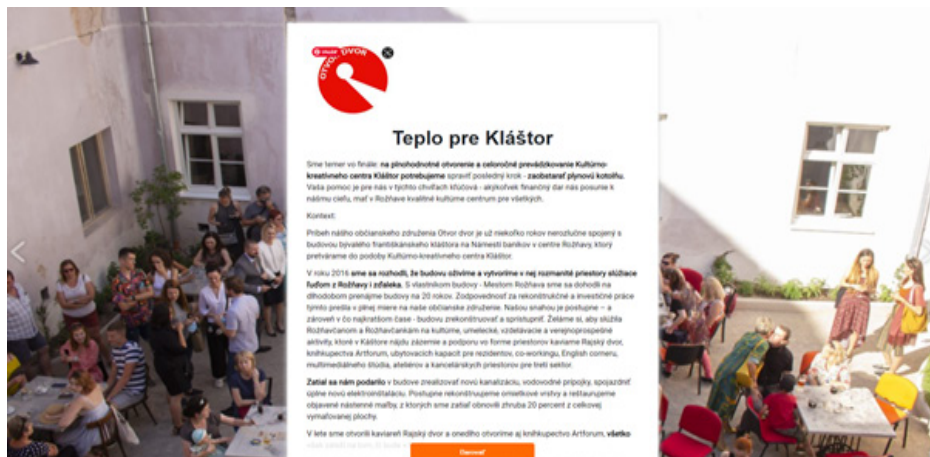 OTVOR DVOR
Teplo pre Kláštor
Sme temer vo finále: na plnohodnotné otvorenie a celoročné prevádzkovanie Kultúrno-
kreatívneho centra Kláštor potrebujeme spraviť posledný krok - zaobstarať plynovú kotolňu.
Vaša pomoc je pre nás v týchto chvíľach kľúčová - akýkoľvek finančný dar nás posunie k
nášmu cieľu, mať v Rožňave kvalitné kultúrne centrum pre všetkých.
Kontext:
Príbeh nášho občianskeho združenia Otvor dvor je už niekoľko rokov nerozlučne spojený s
budovou bývalého františkánskeho kláštora na Námestí baníkov v centre Rožňavy, ktorý
pretvárame do podoby Kultúrno-kreatívneho centra Kláštor.
V roku 2016 sme sa rozhodli, že budovu oživíme a vytvoríme v nej rozmanité priestory slúžiace
ľuďom z Rožňavy i zďaleka. S vlastníkom budovy - Mestom Rožňava sme sa dohodli na
dlhodobom prenájme budovy na 20 rokov. Zodpovednosť za rekonštrukčné a investičné práce
týmto prešla v plnej miere na naše občianske združenie. Našou snahou je postupne – a
zároveň v čo najkratšom čase - budovu zrekonštruovať a sprístupniť. Želáme si, aby slúžila
Rožňavčanom a Rožňavčankám na kultúrne, umelecké, vzdelávacie a verejnoprospešné
aktivity, ktoré v Kláštore nájdu zázemie a podporu vo forme priestorov kaviarne Rajský dvor,
kníhkupectva Artforum, ubytovacích kapacít pre rezidentov, co-workingu, English corneru,
multimediálneho štúdia, ateliérov a kancelárskych priestorov pre tretí sektor.
Zatiaľ sa nám podarilo v budove zrealizovať novú kanalizáciu, vodovodné prípojky, spojazdniť
úplne novú elektroinštaláciu. Postupne rekonštruujeme omietkové vrstvy a reštaurujeme
objavené nástenné maľby, z ktorých sme zatiaľ obnovili zhruba 20 percent z celkovej
vymaľovanej plochy.
V lete sme otvorili kaviareň Rajský dvor a onedlho otvoríme aj kníhkupectvo Artforum, všetko
Darovať